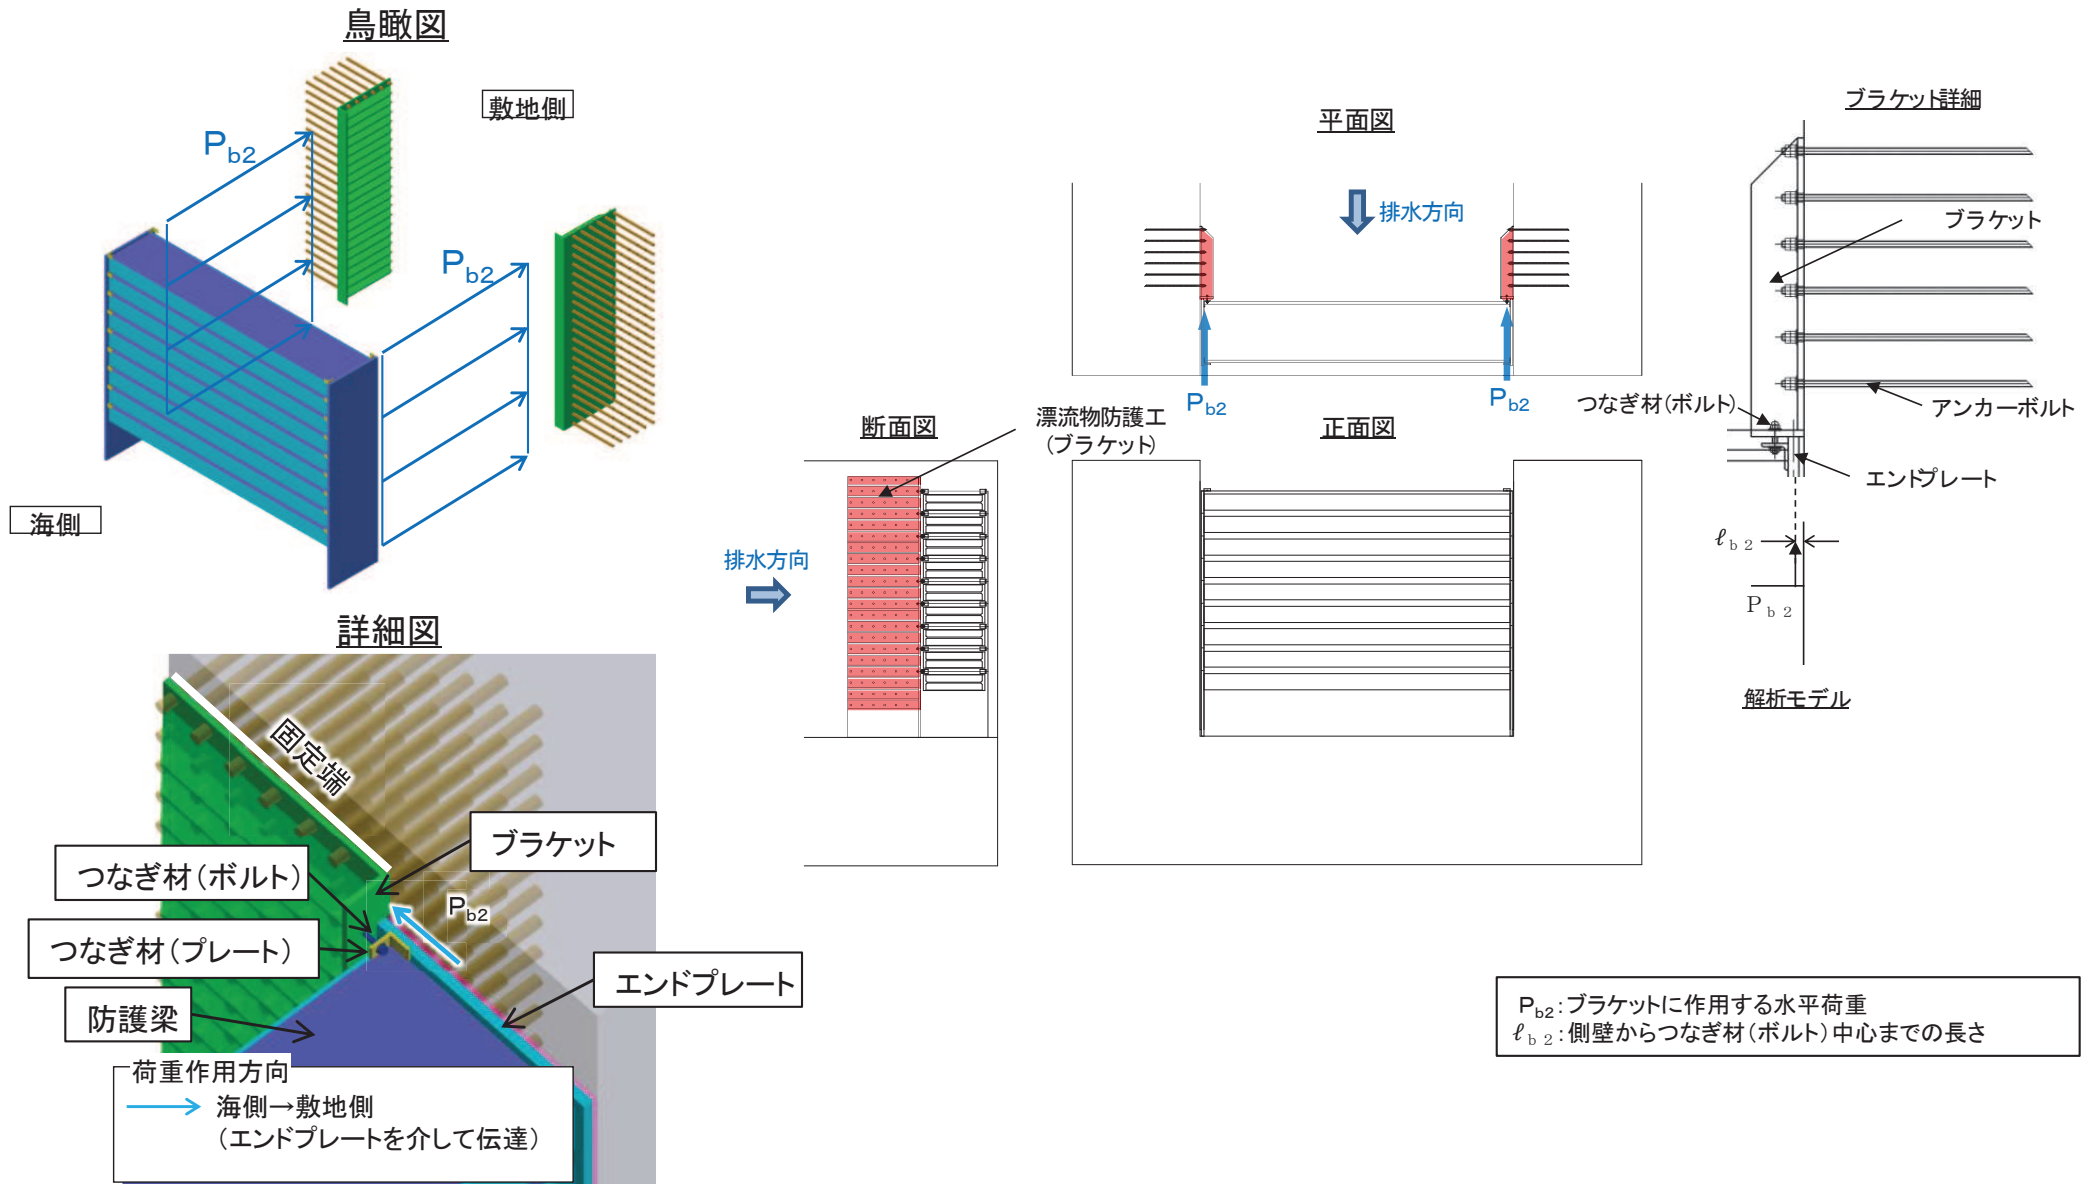 鳥瞰図
敷地側
Pb2
Pb2
海側
詳細図
固定端
ブラケット
つなぎ材(ボルト)
Pb2
つなぎ材(プレート)
エンドプレート
防護梁
荷重作用方向
海側→敷地側
(エンドプレートを介して伝達)
平面図
排水方向
Pb2
Pb2
断面図
漂流物防護工
(ブラケット)
排水方向
正面図
ブラケット詳細
ブラケット
つなぎ材(ボルト)
アンカーボルト
エンドプレート
ℓb2
Pb2
解析モデル
Pb2:ブラケットに作用する水平荷重
ℓb2:側壁からつなぎ材(ボルト)中心までの長さ